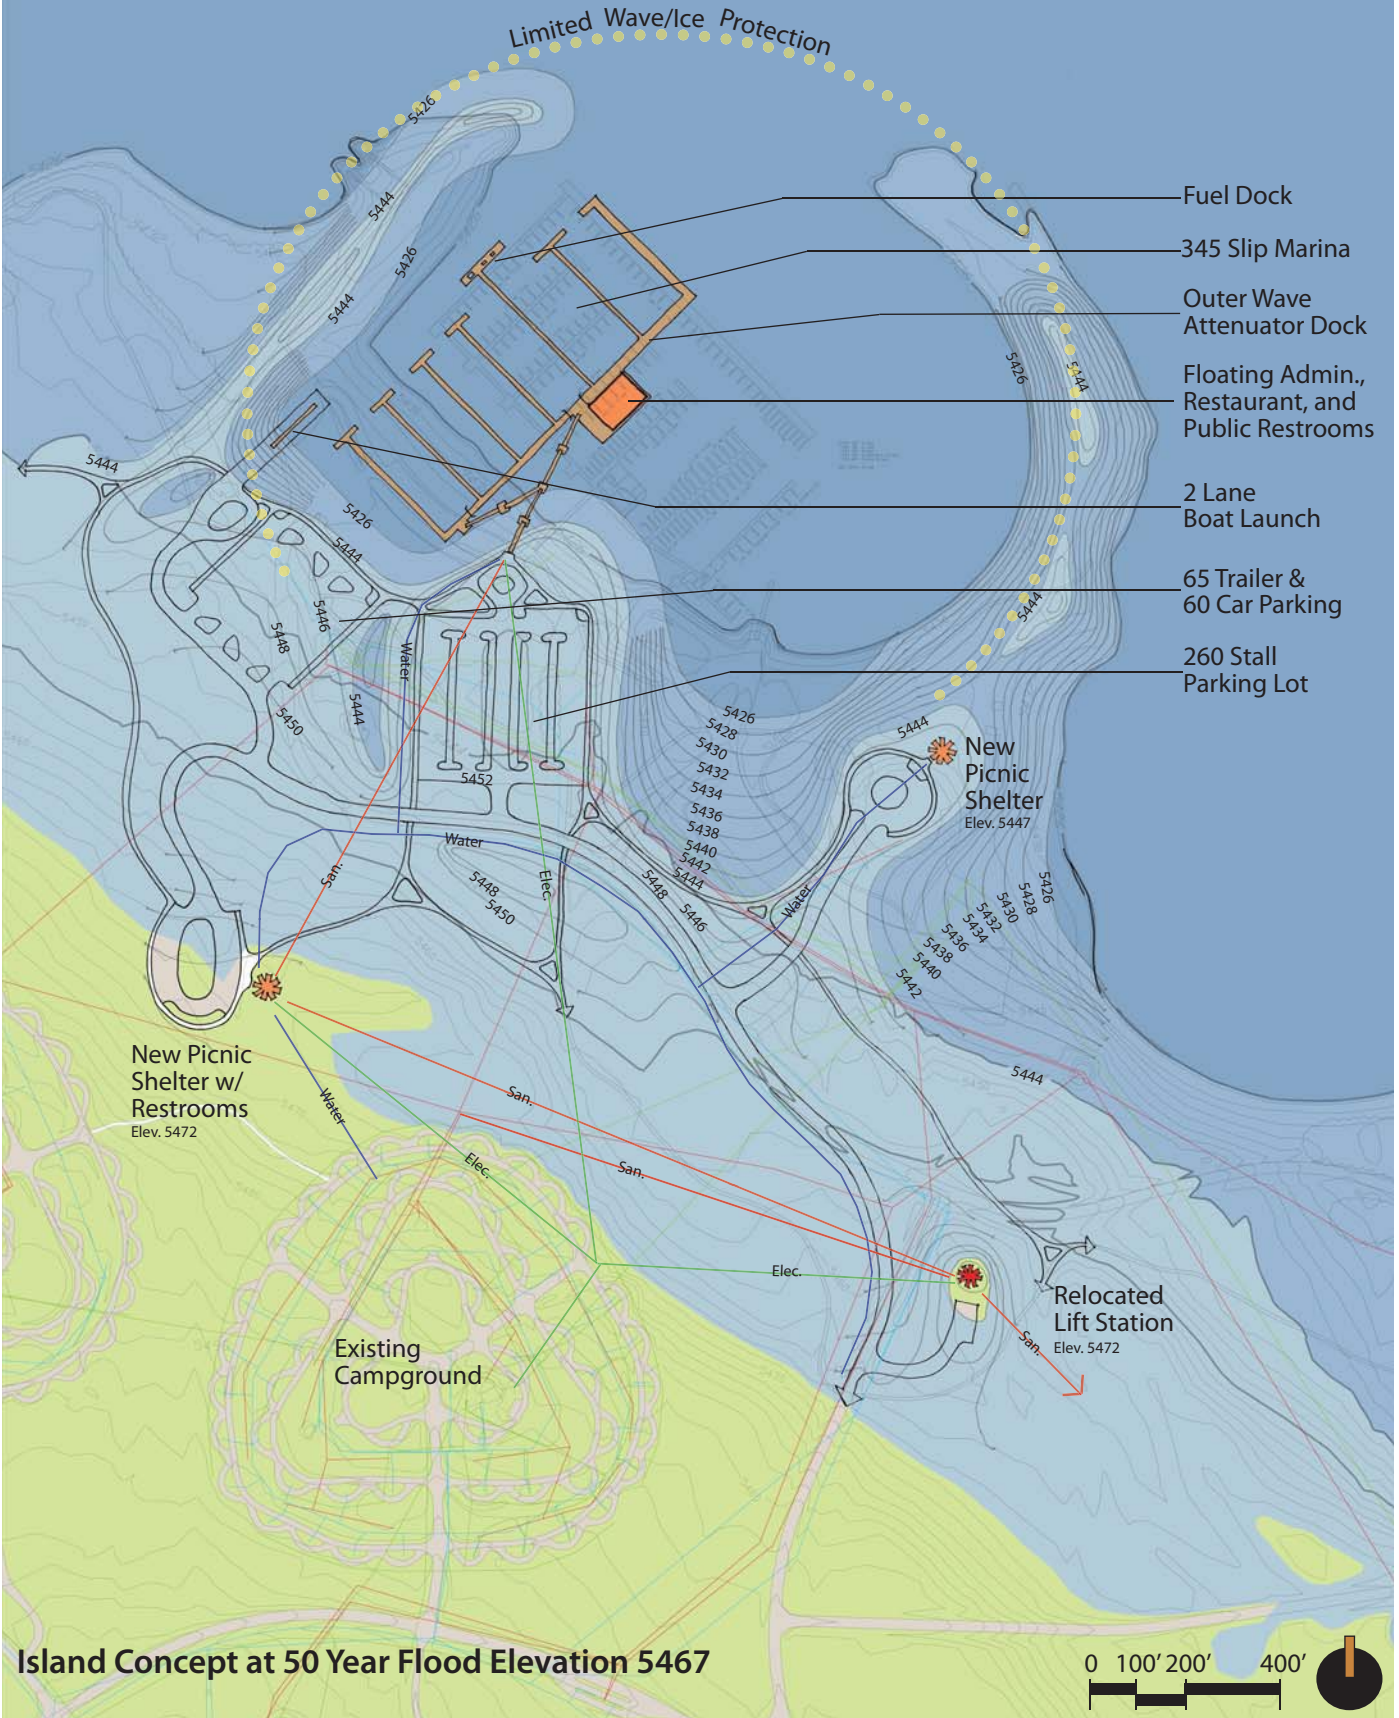 Limited Wave/Ice Protection
5426
5444
5426
5444
Fuel Dock
345 Slip Marina
Outer Wave
Attenuator Dock
5426
5444
Floating Admin.,
Restaurant, and
Public Restrooms
5444
2 Lane
Boat Launch
5426
5444
65 Trailer &
60 Car Parking
5446
5448
5444
Water
260 Stall
Parking Lot
5444
5450
5452
5426
5428
5430
5432
5434
5436
5438
5440
5442
5444
5444
New
Picnic
Shelter
Elev. 5447
Water
San.
Elec.
5448
5450
5448
5446
Water
5426
5428
5430
5432
5434
5436
5438
5440
5442
New Picnic
Shelter w/
Restrooms
Elev. 5472
Water
San.
5444
Elec.
San.
Elec.
Relocated
Lift Station
Elev. 5472
San.
Existing
Campground
Island Concept at 50 Year Flood Elevation 5467
0 100' 200' 400'